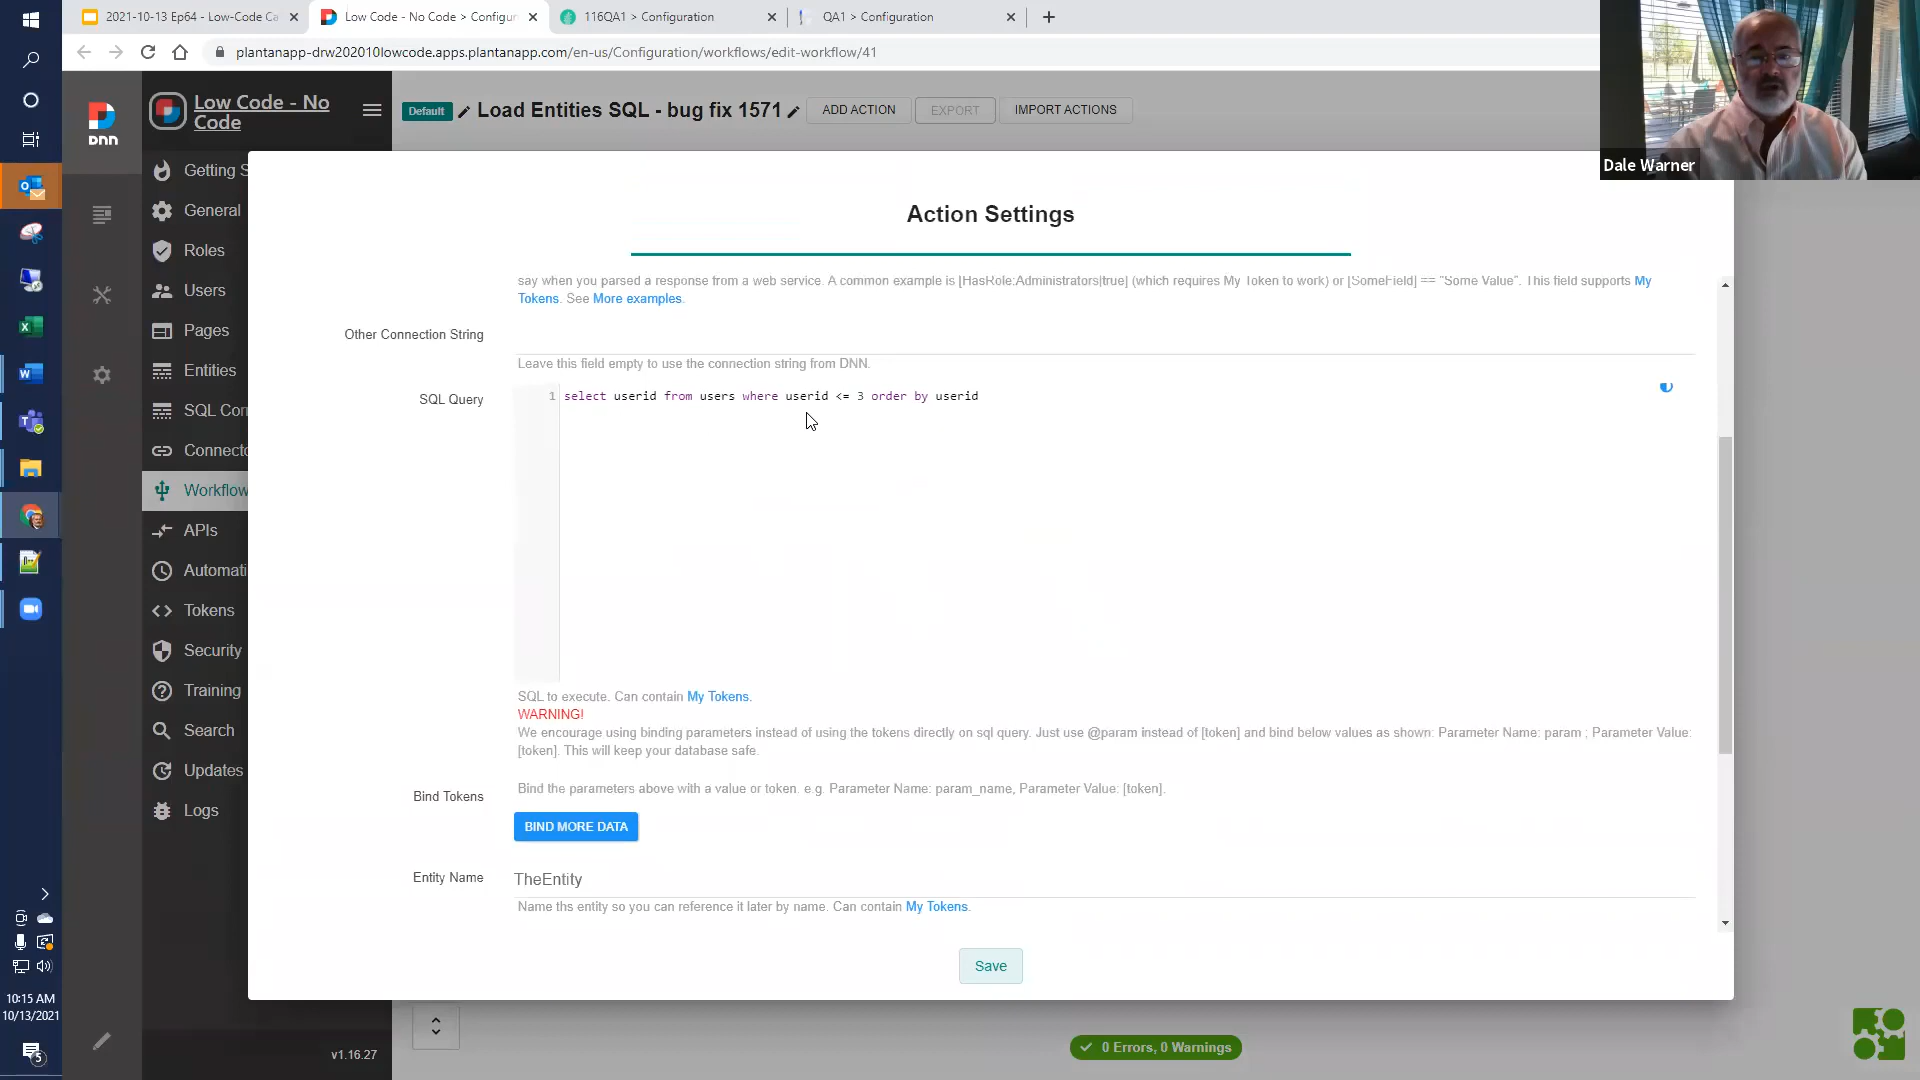 2021-10-13 Ep64 - Low-Code Ca
Low Code - No Code > Configur
116QA1 > Configuration
QA1 > Configuration
plantanapp-drw202010lowcode.apps.plantanapp.com/en-us/Configuration/workflows/edit-workflow/41
Dale Warner
DNN
Low Code - No
Code
Default
Load Entities SQL - bug fix 1571
ADD ACTION
EXPORT
IMPORT ACTIONS
Getting S
General
Roles
Users
Pages
Entities
SQL Con
Connecto
Workflow
APIs
Automati
Tokens
Security
Training
Search
Updates
Logs
v1.16.27
Action Settings
say when you parsed a response from a web service. A common example is [HasRole:Administrators|true] (which requires My Token to work) or [SomeField] == "Some Value". This field supports My
Tokens. See More examples.
Other Connection String
Leave this field empty to use the connection string from DNN.
SQL Query
1 select userid from users where userid <= 3 order by userid
SQL to execute. Can contain My Tokens.
WARNING!
We encourage using binding parameters instead of using the tokens directly on sql query. Just use @param instead of [token] and bind below values as shown: Parameter Name: param ; Parameter Value:
[token]. This will keep your database safe.
Bind Tokens
Bind the parameters above with a value or token. e.g. Parameter Name: param_name, Parameter Value: [token].
BIND MORE DATA
Entity Name
TheEntity
Name ths entity so you can reference it later by name. Can contain My Tokens.
Save
0 Errors, 0 Warnings
10:15 AM
10/13/2021
5